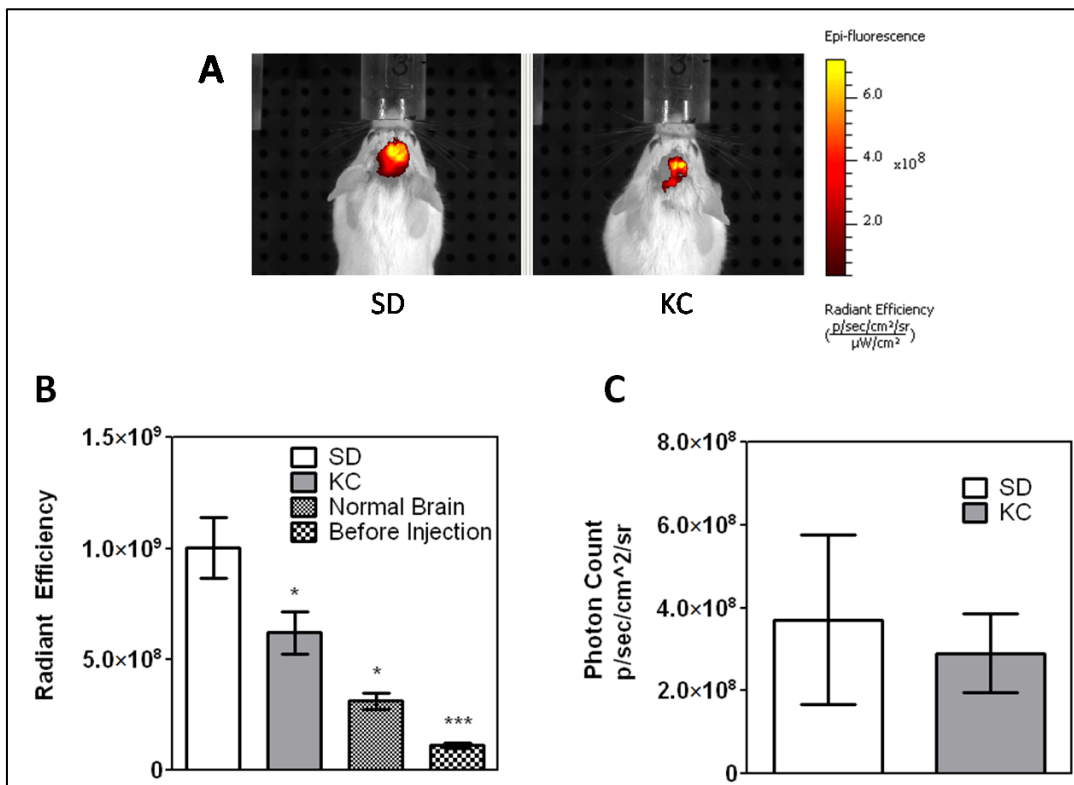 A
3
SD
KC
Epi-fluorescence
6.0
4.0
x10⁸
2.0
Radiant Efficiency
(p/sec/cm²/sr
µW/cm²)
B
Radiant Efficiency
1.5×10⁹
1.0×10⁹
5.0×10⁸
0
SD
KC
Normal Brain
Before Injection
*
*
***
C
Photon Count
p/sec/cm^2/sr
8.0×10⁸
6.0×10⁸
4.0×10⁸
2.0×10⁸
0
SD
KC